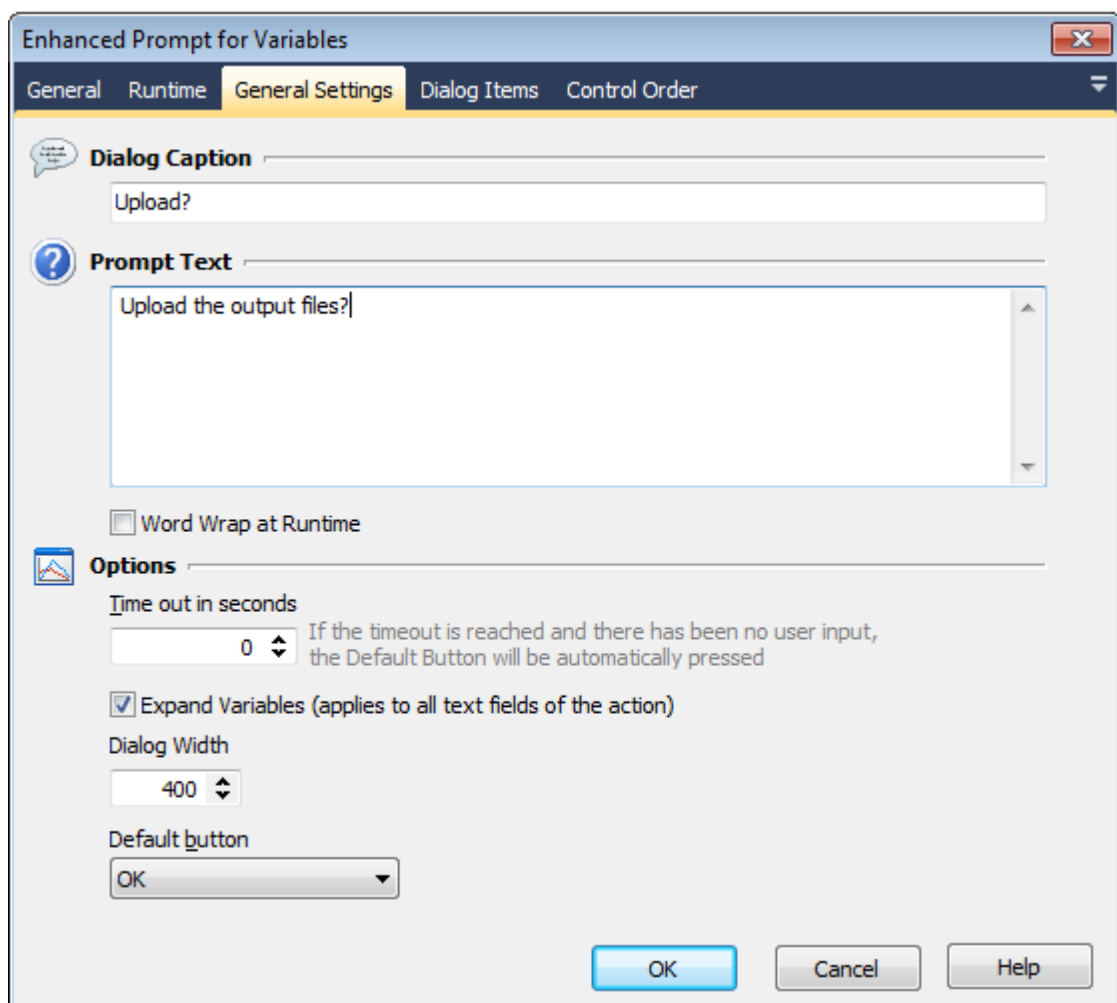 Enhanced Prompt for Variables
General Runtime General Settings Dialog Items Control Order
Dialog Caption
Upload?
Prompt Text
Upload the output files?
Word Wrap at Runtime
Options
Time out in seconds
0
If the timeout is reached and there has been no user input,
the Default Button will be automatically pressed
Expand Variables (applies to all text fields of the action)
Dialog Width
400
Default button
OK
OK Cancel Help